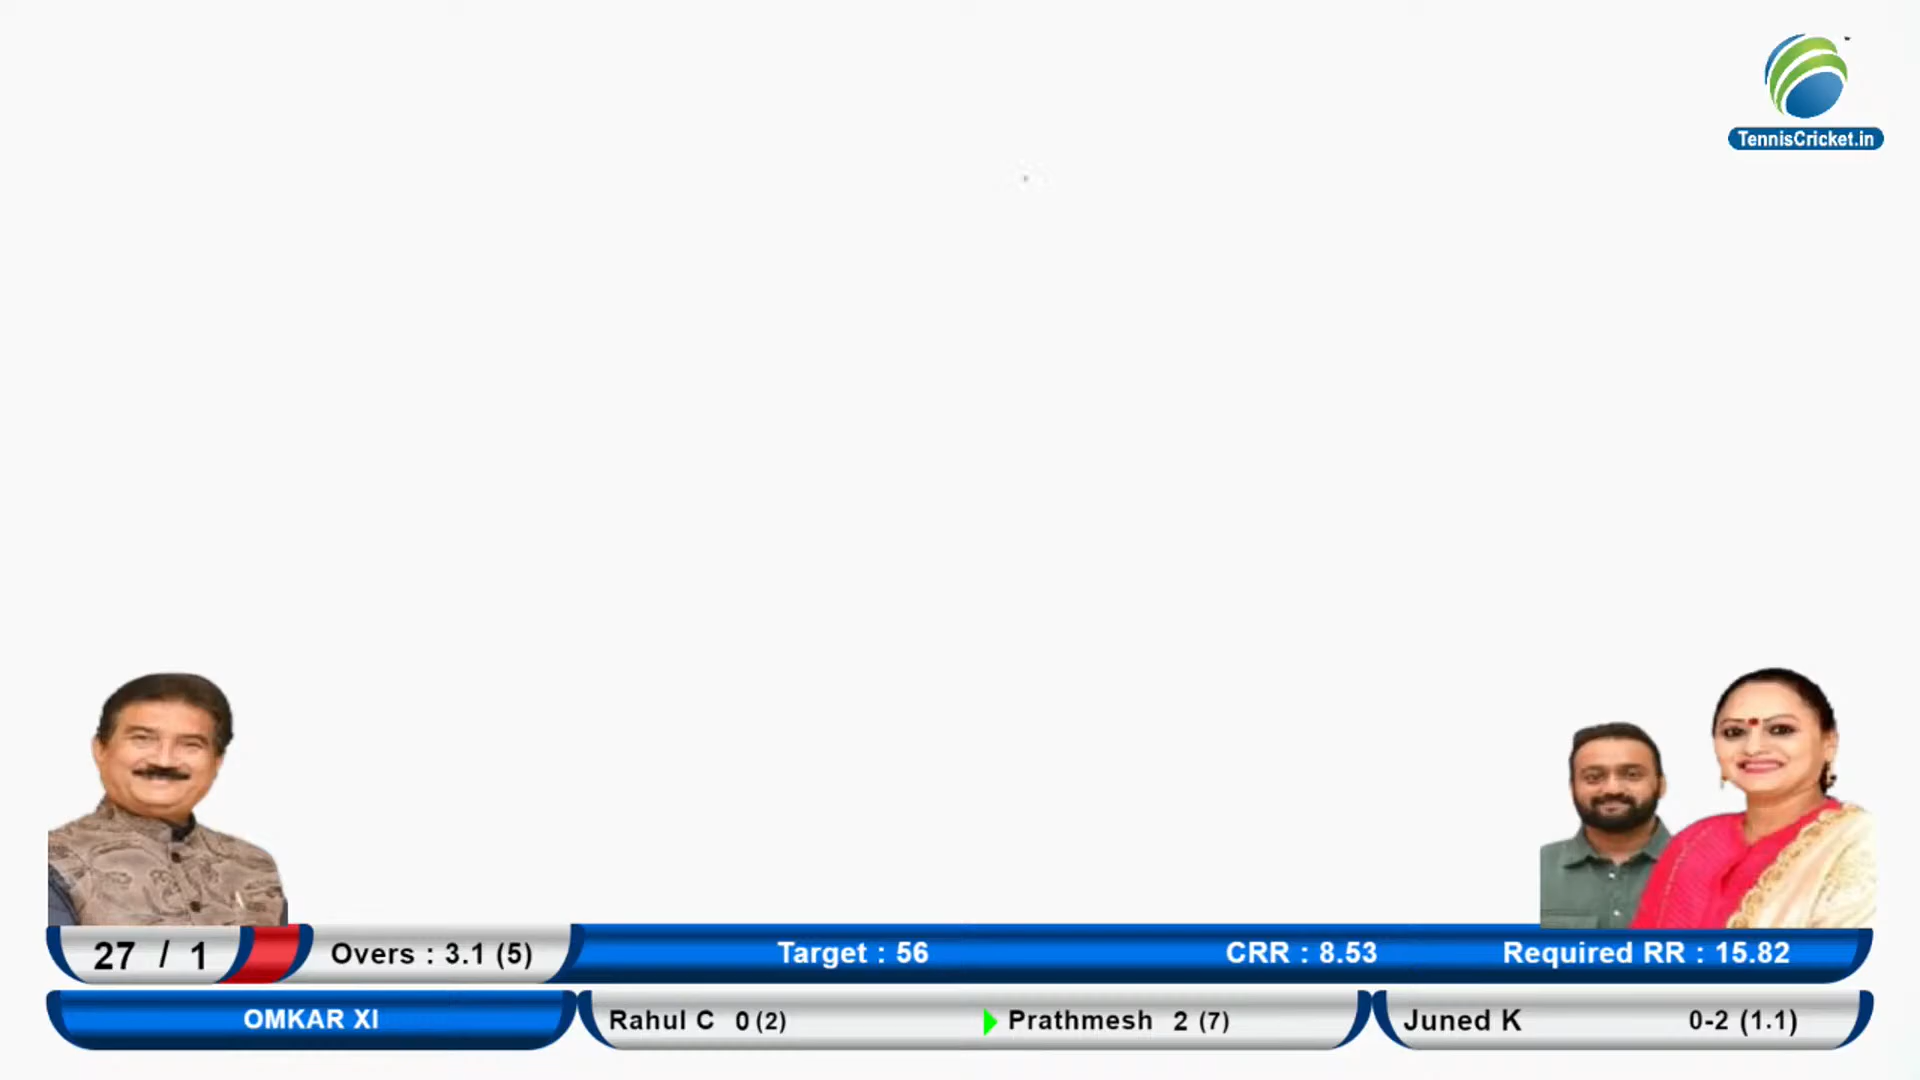 TennisCricket.in
27 / 1
Overs : 3.1 (5)
Target : 56
CRR : 8.53
Required RR : 15.82
OMKAR XI
Rahul C 0 (2)
Prathmesh 2 (7)
Juned K 0-2 (1.1)